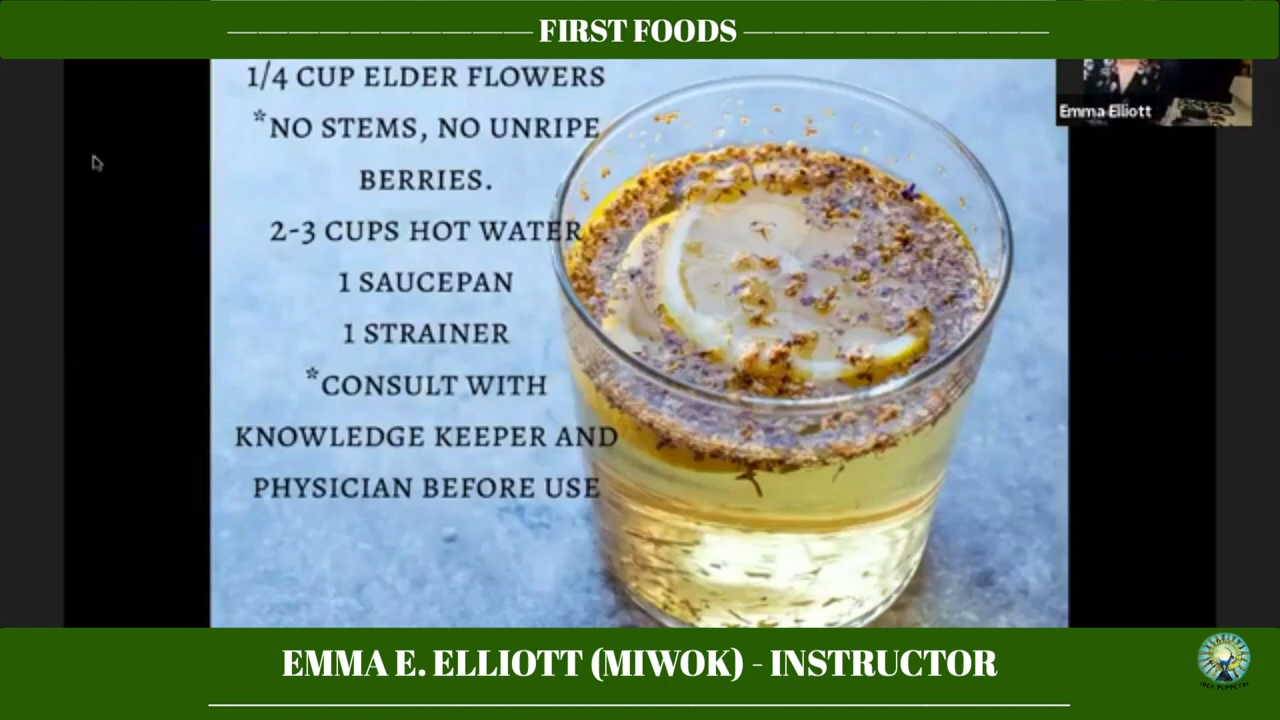 FIRST FOODS
1/4 CUP ELDER FLOWERS
*NO STEMS, NO UNRIPE
BERRIES.
2-3 CUPS HOT WATER
1 SAUCEPAN
1 STRAINER
*CONSULT WITH
KNOWLEDGE KEEPER AND
PHYSICIAN BEFORE USE
Emma Elliott
EMMA E. ELLIOTT (MIWOK) - INSTRUCTOR